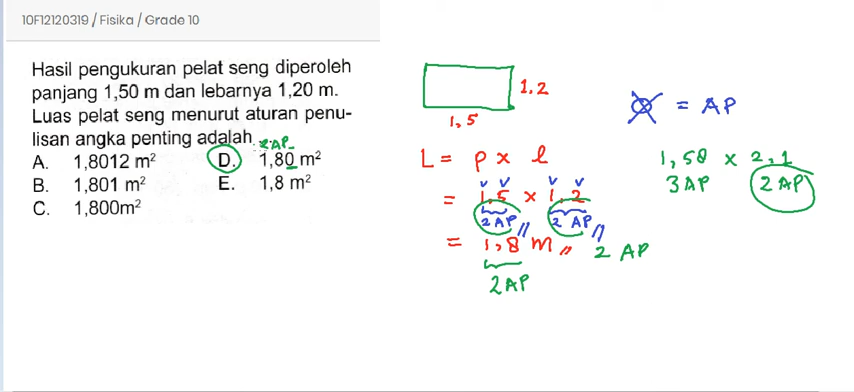 10F12120319 / Fisika / Grade 10
Hasil pengukuran pelat seng diperoleh
panjang 1,50 m dan lebarnya 1,20 m.
Luas pelat seng menurut aturan penu-
lisan angka penting adalah.
2 AP
A. 1,8012 m²
D. 1,80 m²
B. 1,801 m²
E. 1,8 m²
C. 1,800m²
1,2
1,5
L = p x l
= 1,5 x 1,2
2 AP // 2 AP //
= 1,8 m // 2 AP
2 AP
= AP
1,58 x 2,1
3 AP 2 AP